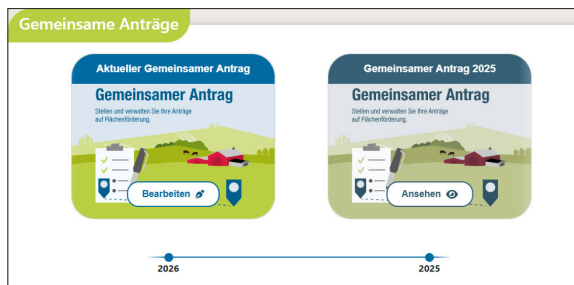 Gemeinsame Anträge
Aktueller Gemeinsamer Antrag
Gemeinsamer Antrag
Stellen und verwalten Sie Ihre Anträge
auf Flächenförderung.
Bearbeiten
Gemeinsamer Antrag 2025
Gemeinsamer Antrag
Stellen und verwalten Sie Ihre Anträge
auf Flächenförderung.
Ansehen
2026
2025